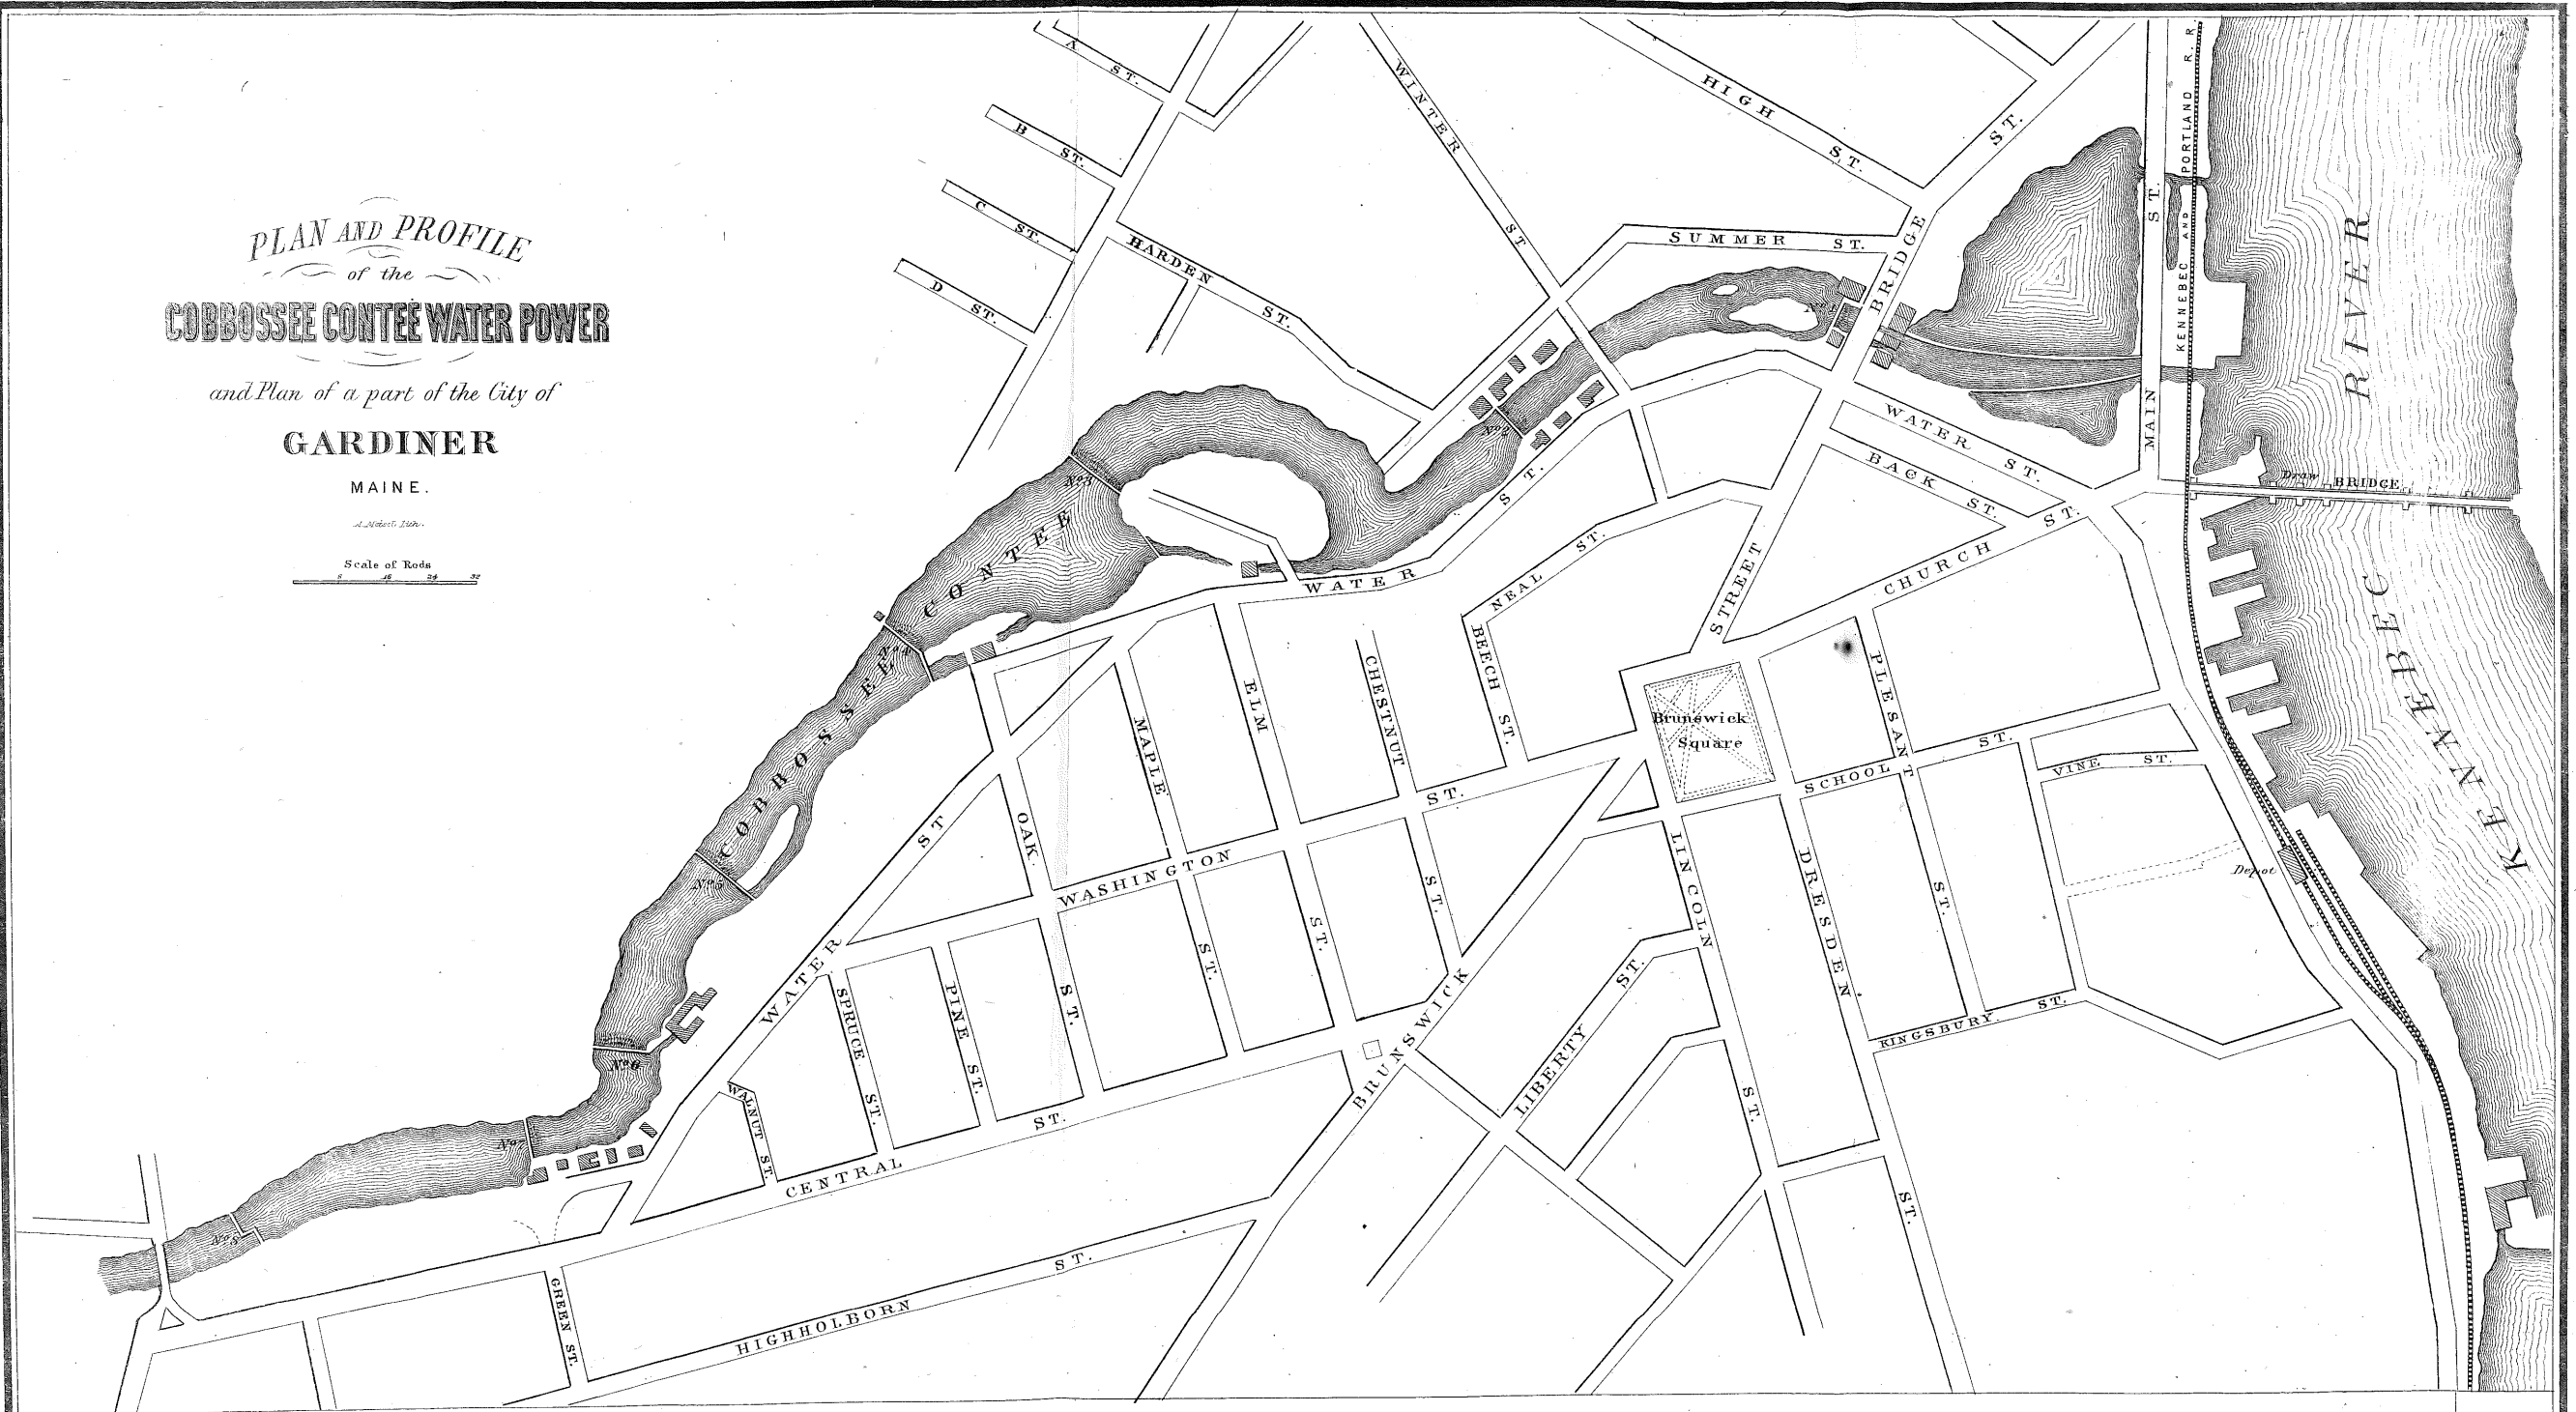 PLAN AND PROFILE
of the
COBBOSSEE CONTEE WATER POWER
and Plan of a part of the City of
GARDINER
MAINE.
Scale of Rods
8 16 24 32
A ST.
B ST.
C ST.
D ST.
HARDEN ST.
WINTER ST
HIGH ST.
SUMMER ST.
BRIDGE ST.
MAIN ST.
KENNEBEC AND PORTLAND R. R.
KENNEBEC RIVER
Draw BRIDGE
WATER ST.
BACK ST.
CHURCH ST.
STREET
No 1
No 2
No 3
No 4
No 5
No 6
No 7
No 8
COBBOSSEE CONTEE
WATER ST.
NEAL ST.
BEECH ST.
CHESTNUT ST.
ELM ST.
MAPLE ST.
OAK ST.
WATER ST
WASHINGTON ST.
Brunswick
Square
PLESANT ST.
SCHOOL ST.
VINE ST.
Depot
LINCOLN ST.
DRESDEN ST.
KINGSBURY ST.
LIBERTY ST.
BRUNSWICK
SPRUCE ST.
PINE ST.
WALNUT ST.
CENTRAL ST.
GREEN ST.
HIGHHOLBORN ST.